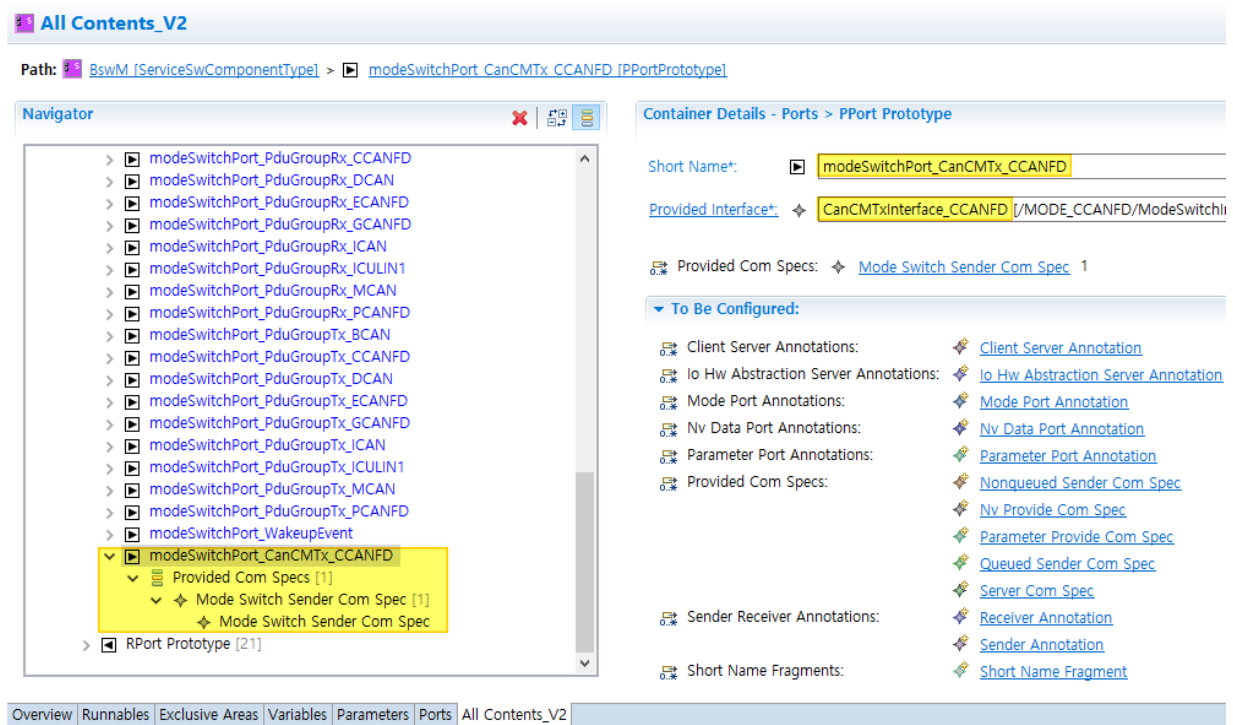 All Contents_V2
Path: BswM [ServiceSwComponentType] > modeSwitchPort_CanCMTx_CCANFD [PPortPrototype]
Navigator
modeSwitchPort_PduGroupRx_CCANFD
modeSwitchPort_PduGroupRx_DCAN
modeSwitchPort_PduGroupRx_ECANFD
modeSwitchPort_PduGroupRx_GCANFD
modeSwitchPort_PduGroupRx_ICAN
modeSwitchPort_PduGroupRx_ICULIN1
modeSwitchPort_PduGroupRx_MCAN
modeSwitchPort_PduGroupRx_PCANFD
modeSwitchPort_PduGroupTx_BCAN
modeSwitchPort_PduGroupTx_CCANFD
modeSwitchPort_PduGroupTx_DCAN
modeSwitchPort_PduGroupTx_ECANFD
modeSwitchPort_PduGroupTx_GCANFD
modeSwitchPort_PduGroupTx_ICAN
modeSwitchPort_PduGroupTx_ICULIN1
modeSwitchPort_PduGroupTx_MCAN
modeSwitchPort_PduGroupTx_PCANFD
modeSwitchPort_WakeupEvent
modeSwitchPort_CanCMTx_CCANFD
Provided Com Specs [1]
Mode Switch Sender Com Spec [1]
Mode Switch Sender Com Spec
RPort Prototype [21]
Container Details - Ports > PPort Prototype
Short Name*: modeSwitchPort_CanCMTx_CCANFD
Provided Interface*: CanCMTxInterface_CCANFD [/MODE_CCANFD/ModeSwitchIn
Provided Com Specs: Mode Switch Sender Com Spec 1
To Be Configured:
Client Server Annotations: Client Server Annotation
Io Hw Abstraction Server Annotations: Io Hw Abstraction Server Annotation
Mode Port Annotations: Mode Port Annotation
Nv Data Port Annotations: Nv Data Port Annotation
Parameter Port Annotations: Parameter Port Annotation
Provided Com Specs: Nonqueued Sender Com Spec
Nv Provide Com Spec
Parameter Provide Com Spec
Queued Sender Com Spec
Server Com Spec
Sender Receiver Annotations: Receiver Annotation
Sender Annotation
Short Name Fragments: Short Name Fragment
Overview Runnables Exclusive Areas Variables Parameters Ports All Contents_V2